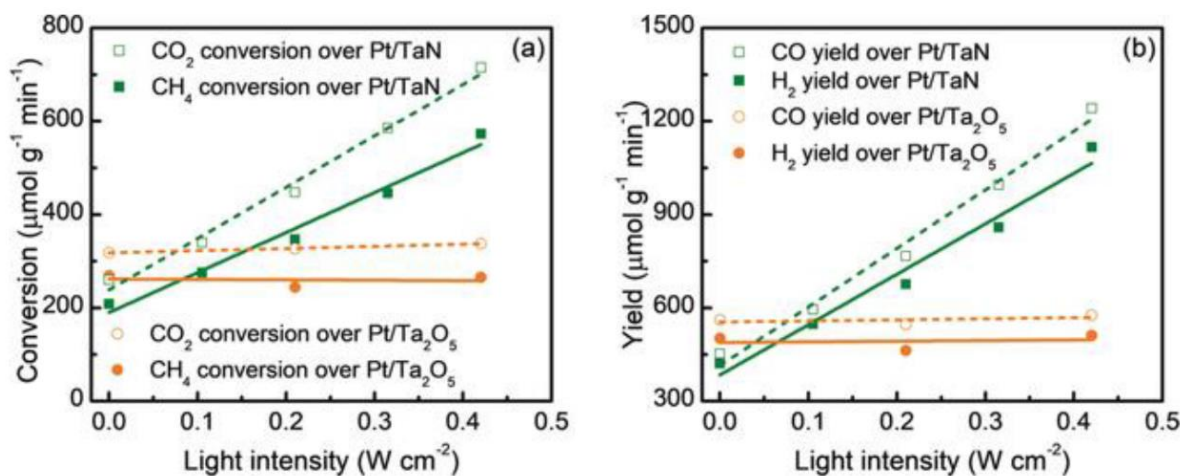 (a)
CO₂ conversion over Pt/TaN
CH₄ conversion over Pt/TaN
CO₂ conversion over Pt/Ta₂O₅
CH₄ conversion over Pt/Ta₂O₅
Conversion (μmol g⁻¹ min⁻¹)
800
600
400
200
0
0.0 0.1 0.2 0.3 0.4 0.5
Light intensity (W cm⁻²)
(b)
CO yield over Pt/TaN
H₂ yield over Pt/TaN
CO yield over Pt/Ta₂O₅
H₂ yield over Pt/Ta₂O₅
Yield (μmol g⁻¹ min⁻¹)
1500
1200
900
600
300
0.0 0.1 0.2 0.3 0.4 0.5
Light intensity (W cm⁻²)